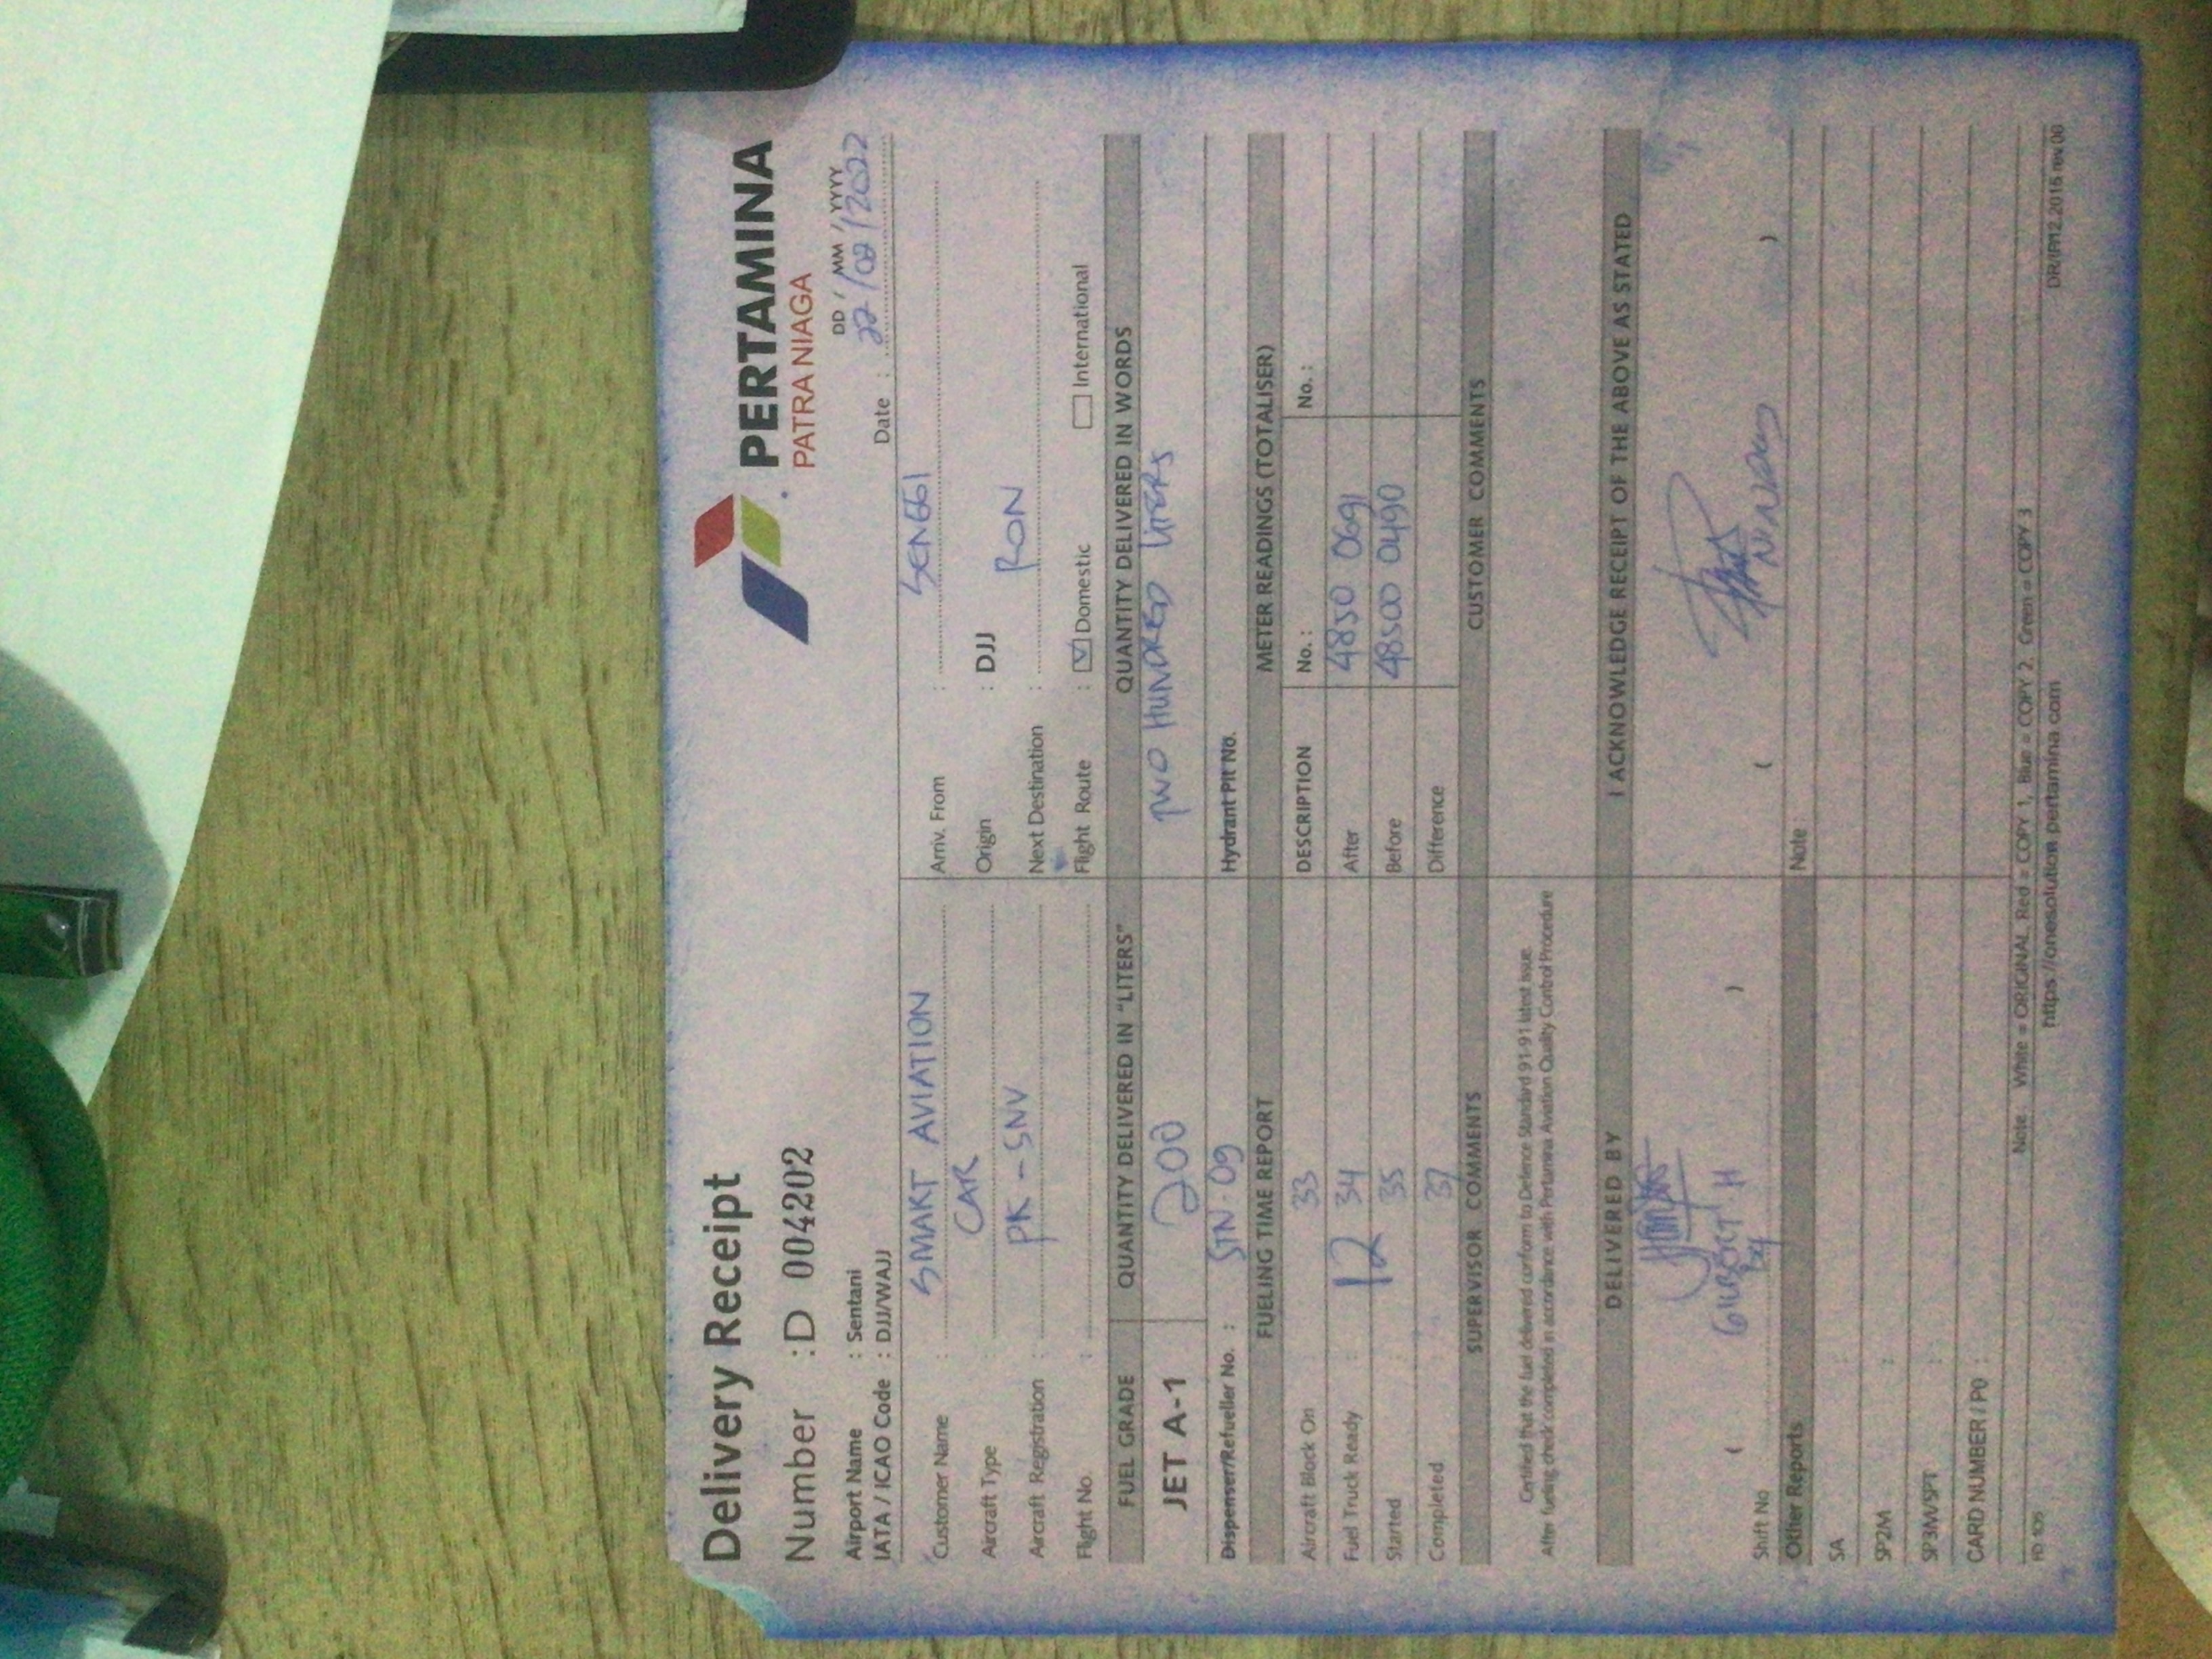 Delivery Receipt
PERTAMINA
PATRA NIAGA
Number : D 004202
Airport Name : Sentani
DD / MM / YYYY
IATA / ICAO Code : DJJ/WAJJ
Date : 22/02/2022
Customer Name : SMART AVIATION
Arriv. From : SENGGI
Aircraft Type : CAR
Origin : DJJ
Aircraft Registration : PK - SNV
Next Destination : RON
Flight No. :
Flight Route : Domestic International
FUEL GRADE QUANTITY DELIVERED IN "LITERS" QUANTITY DELIVERED IN WORDS
JET A-1 200 TWO HUNDRED LITERS
Dispenser/Refueller No. : STN 09 Hydrant Pit No.
FUELING TIME REPORT METER READINGS (TOTALISER)
Aircraft Block On : 33 DESCRIPTION No. : No. :
Fuel Truck Ready : 12 34 After 4850 0691
Started : 35 Before 48500 0490
Completed : 37 Difference
SUPERVISOR COMMENTS CUSTOMER COMMENTS
Certified that the fuel delivered conform to Defence Standard 91-91 latest issue.
After fueling check completed in accordance with Pertamina Aviation Quality Control Procedure
DELIVERED BY I ACKNOWLEDGE RECEIPT OF THE ABOVE AS STATED
GILBERT H
Shift No ( ) ( )
Other Reports Note :
SA :
SP2M :
SP3M/SPT :
CARD NUMBER / PO :
Note White = ORIGINAL, Red = COPY 1, Blue = COPY 2, Green = COPY 3
https://onesolution.pertamina.com